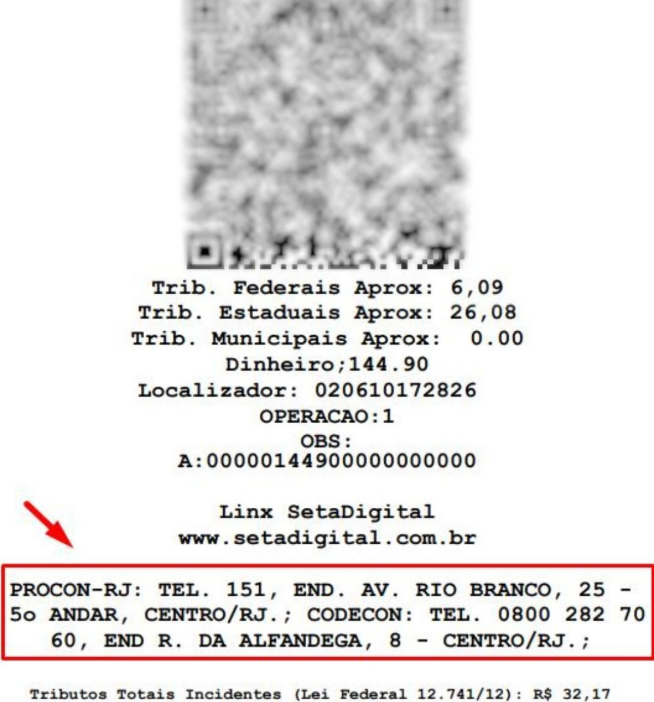 Trib. Federais Aprox: 6,09
Trib. Estaduais Aprox: 26,08
Trib. Municipais Aprox: 0.00
Dinheiro;144.90
Localizador: 020610172826
OPERACAO:1
OBS:
A:00000144900000000000
Linx SetaDigital
www.setadigital.com.br
PROCON-RJ: TEL. 151, END. AV. RIO BRANCO, 25 -
5o ANDAR, CENTRO/RJ.; CODECON: TEL. 0800 282 70
60, END R. DA ALFANDEGA, 8 - CENTRO/RJ.;
Tributos Totais Incidentes (Lei Federal 12.741/12): R$ 32,17